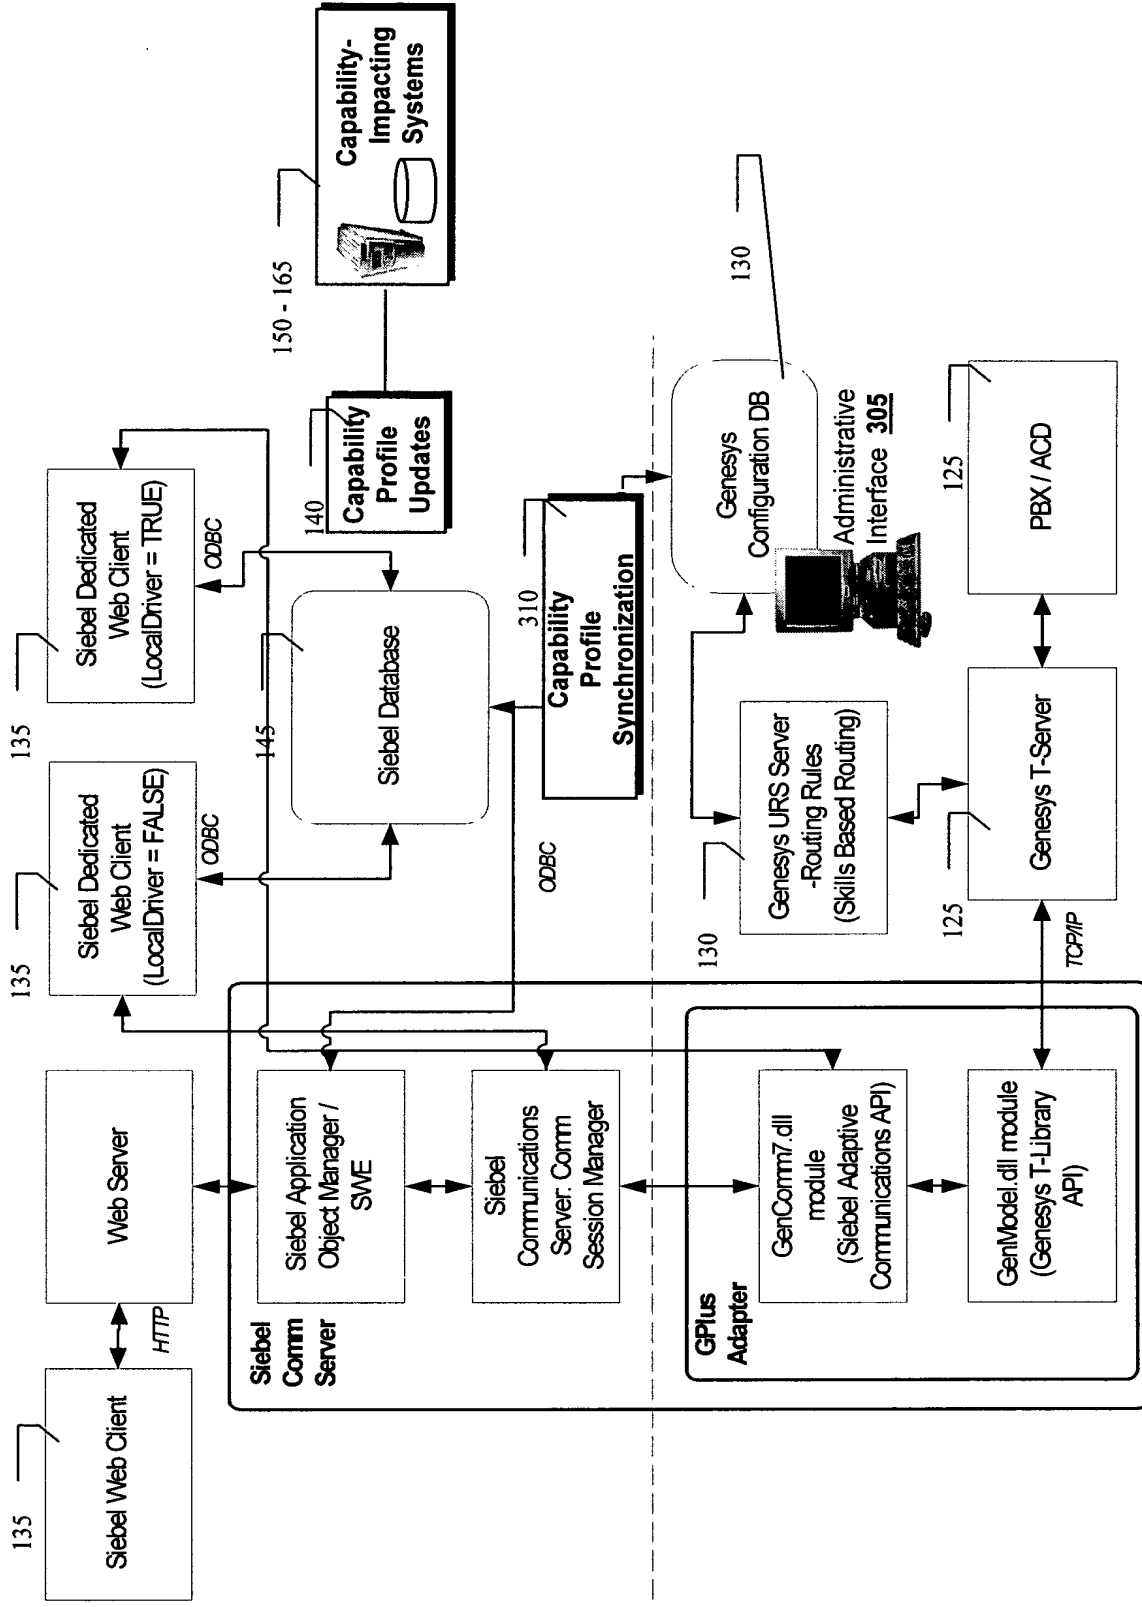 135
Siebel Web Client
HTTP
Web Server
135
Siebel Dedicated
Web Client
(LocalDriver = FALSE)
ODBC
135
Siebel Dedicated
Web Client
(LocalDriver = TRUE)
ODBC
Siebel
Comm
Server
Siebel Application
Object Manager /
SWE
Siebel
Communications
Server: Comm
Session Manager
145
Siebel Database
ODBC
140
Capability
Profile
Updates
150 - 165
Capability-
Impacting
Systems
310
Capability
Profile
Synchronization
GPlus
Adapter
GenComm7.dll
module
(Siebel Adaptive
Communications API)
GenModel.dll module
(Genesys T-Library
API)
TCP/IP
130
Genesys URS Server
-Routing Rules
(Skills Based Routing)
130
Genesys
Configuration DB
Administrative
Interface 305
125
Genesys T-Server
125
PBX / ACD